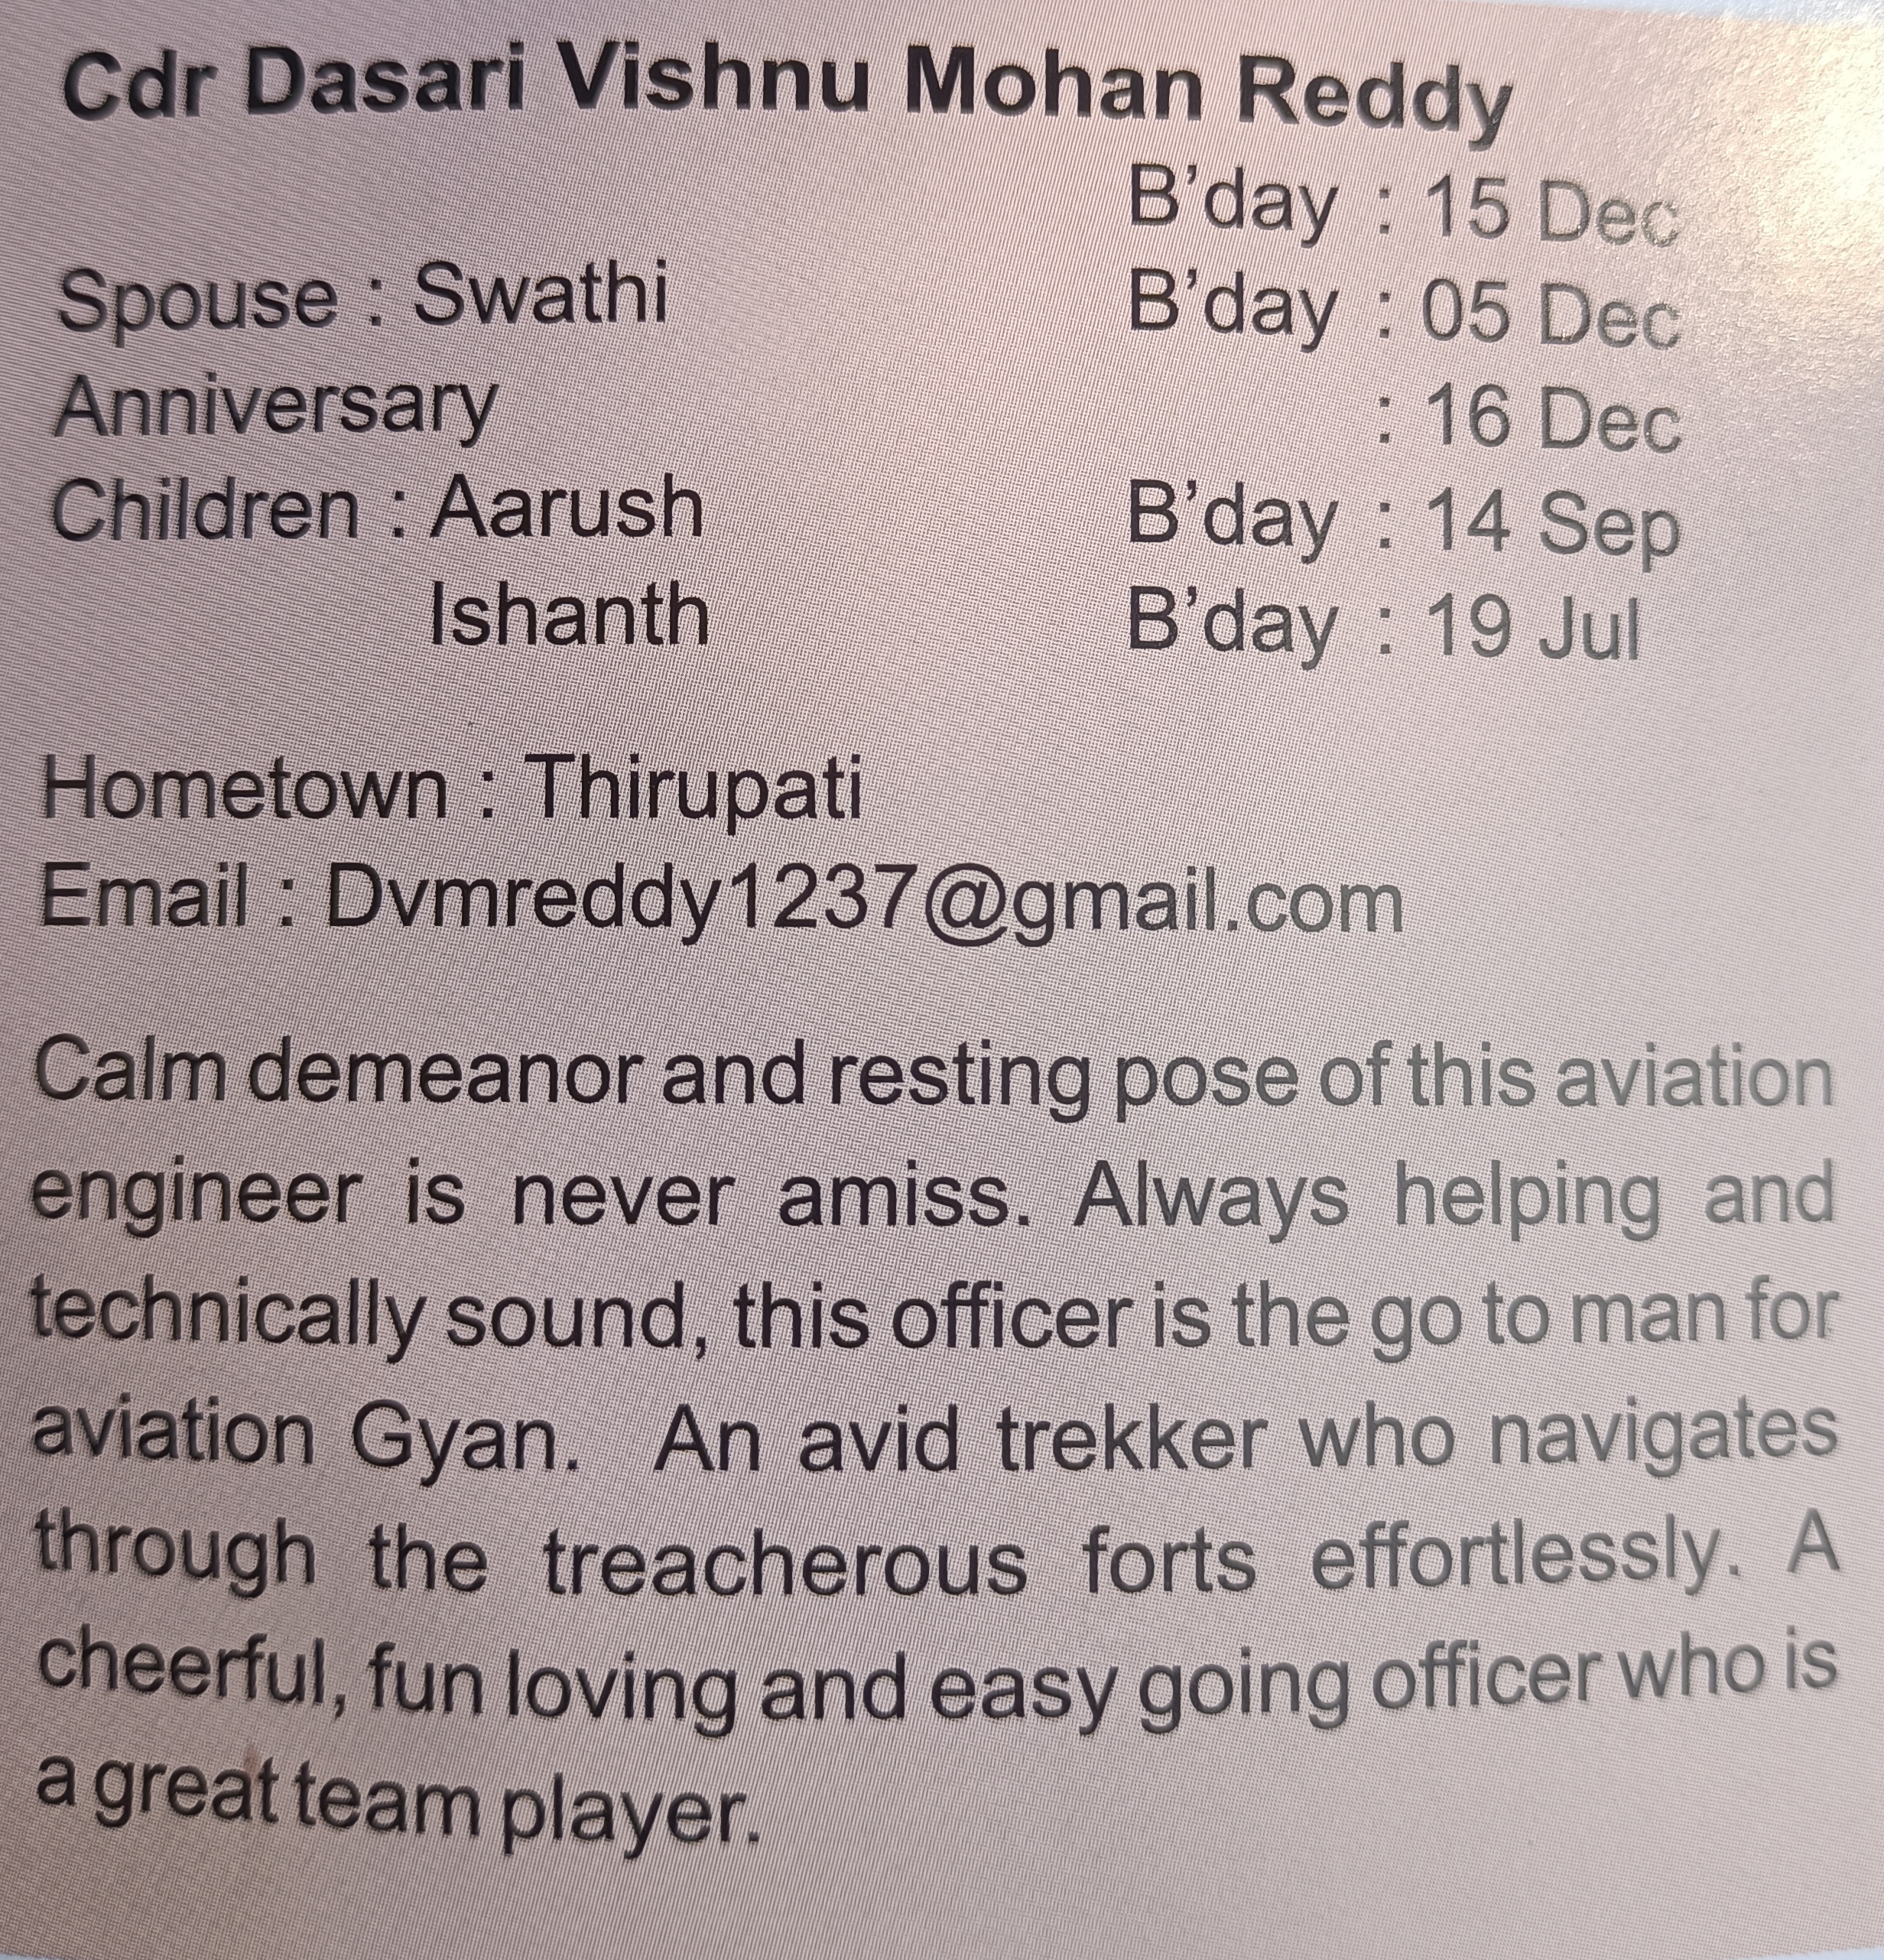 Cdr Dasari Vishnu Mohan Reddy
B'day : 15 Dec
Spouse : Swathi B'day : 05 Dec
Anniversary : 16 Dec
Children : Aarush B'day : 14 Sep
Ishanth B'day : 19 Jul
Hometown : Thirupati
Email : Dvmreddy1237@gmail.com
Calm demeanor and resting pose of this aviation
engineer is never amiss. Always helping and
technically sound, this officer is the go to man for
aviation Gyan. An avid trekker who navigates
through the treacherous forts effortlessly. A
cheerful, fun loving and easy going officer who is
a great team player.